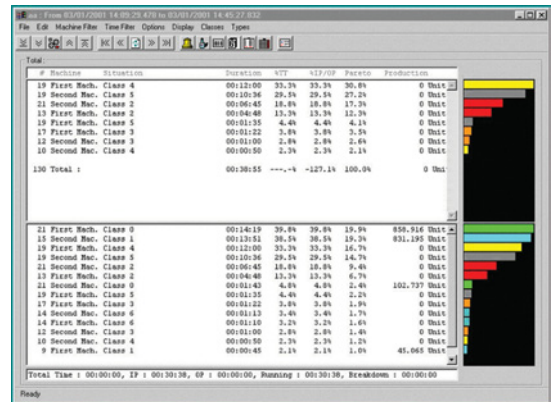 aaa : From 03/01/2001 14:09:29.478 to 03/01/2001 14:45:27.032
File Edit Machine Filter Time Filter Options Display Classes Types
Total:
# Machine Situation Duration %TT %IP/OP Pareto Production
19 First Mach. Class 4 00:12:00 33.3% 33.3% 30.8% 0 Unit
19 Second Mac. Class 5 00:10:36 29.5% 29.5% 27.2% 0 Unit
21 Second Mac. Class 2 00:06:45 18.8% 18.8% 17.3% 0 Unit
13 First Mach. Class 2 00:04:48 13.3% 13.3% 12.3% 0 Unit
19 First Mach. Class 5 00:01:35 4.4% 4.4% 4.1% 0 Unit
17 First Mach. Class 3 00:01:22 3.8% 3.8% 3.5% 0 Unit
12 Second Mac. Class 3 00:01:00 2.8% 2.8% 2.6% 0 Unit
10 Second Mac. Class 4 00:00:50 2.3% 2.3% 2.1% 0 Unit
130 Total : 00:38:55 ---.-% -127.1% 100.0% 0 Uni
21 First Mach. Class 0 00:14:19 39.8% 39.8% 19.9% 858.916 Unit
15 Second Mac. Class 1 00:13:51 38.5% 38.5% 19.3% 831.195 Unit
19 First Mach. Class 4 00:12:00 33.3% 33.3% 16.7% 0 Unit
19 Second Mac. Class 5 00:10:36 29.5% 29.5% 14.7% 0 Unit
21 Second Mac. Class 2 00:06:45 18.8% 18.8% 9.4% 0 Unit
13 First Mach. Class 2 00:04:48 13.3% 13.3% 6.7% 0 Unit
21 Second Mac. Class 0 00:01:43 4.8% 4.8% 2.4% 102.737 Unit
19 First Mach. Class 5 00:01:35 4.4% 4.4% 2.2% 0 Unit
17 First Mach. Class 3 00:01:22 3.8% 3.8% 1.9% 0 Unit
14 Second Mac. Class 6 00:01:13 3.4% 3.4% 1.7% 0 Unit
14 First Mach. Class 6 00:01:10 3.2% 3.2% 1.6% 0 Unit
12 Second Mac. Class 3 00:01:00 2.8% 2.8% 1.4% 0 Unit
10 Second Mac. Class 4 00:00:50 2.3% 2.3% 1.2% 0 Unit
9 First Mach. Class 1 00:00:45 2.1% 2.1% 1.0% 45.065 Unit
Total Time : 00:00:00, IP : 00:30:38, OP : 00:00:00, Running : 00:30:38, Breakdown : 00:00:00
Ready